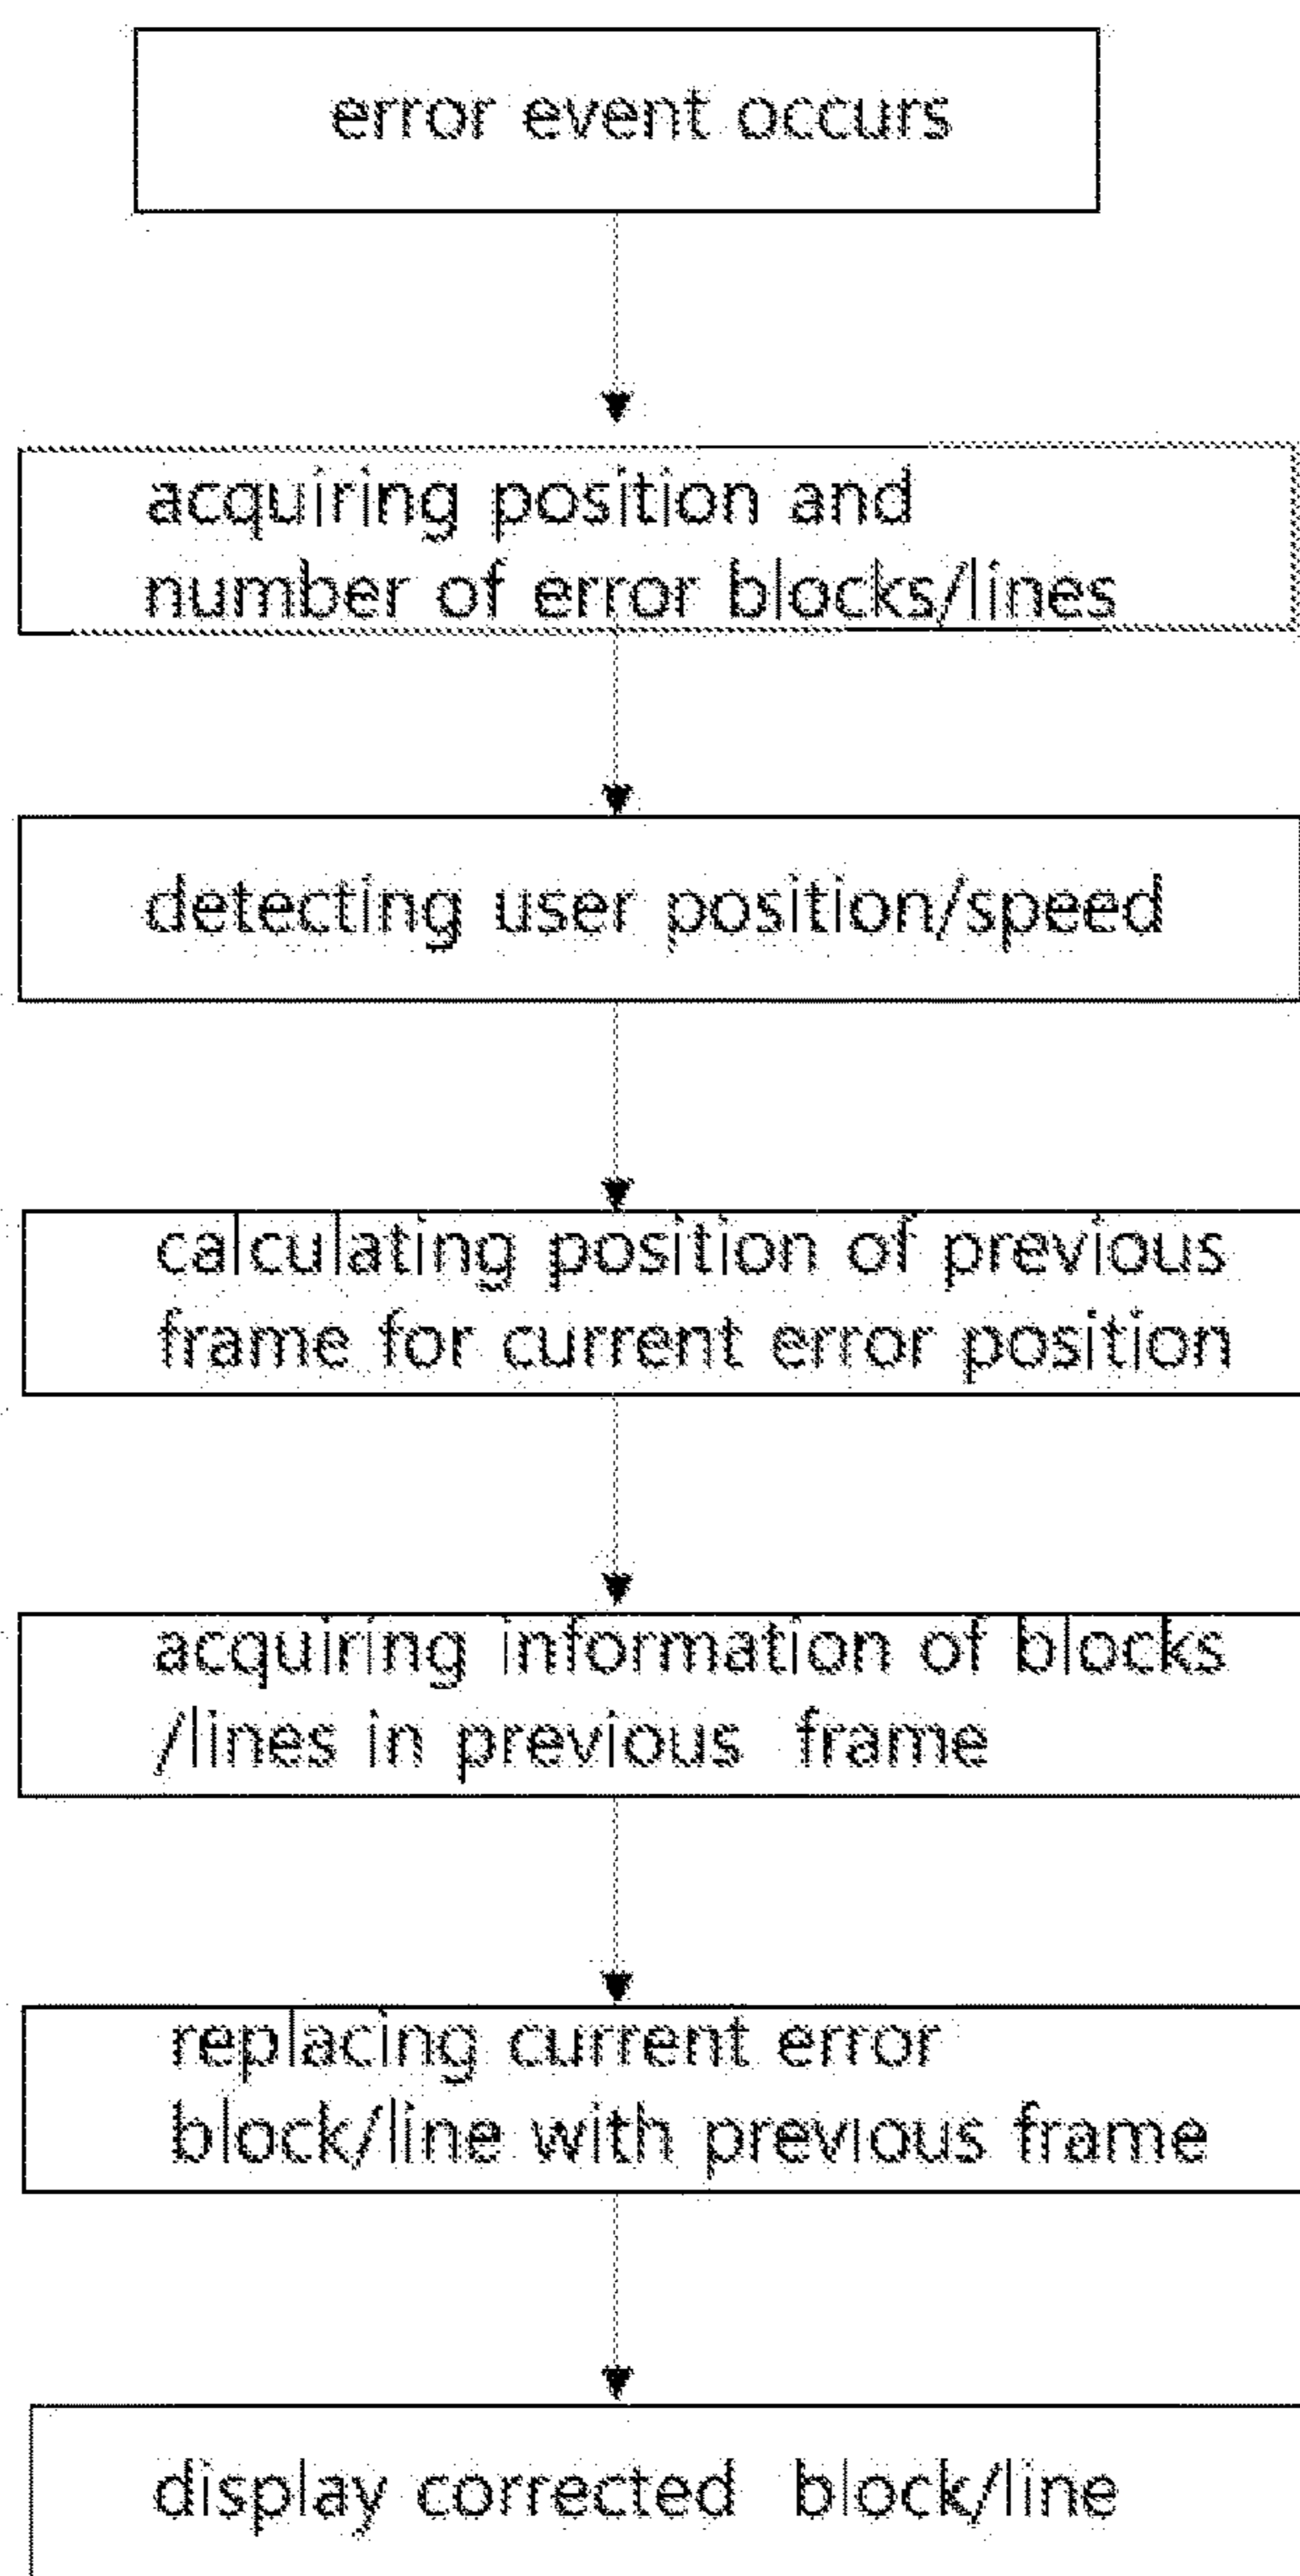 error event occurs
acquiring position and
number of error blocks/lines
detecting user position/speed
calculating position of previous
frame for current error position
acquiring information of blocks
/lines in previous frame
replacing current error
block/line with previous frame
display corrected block/line